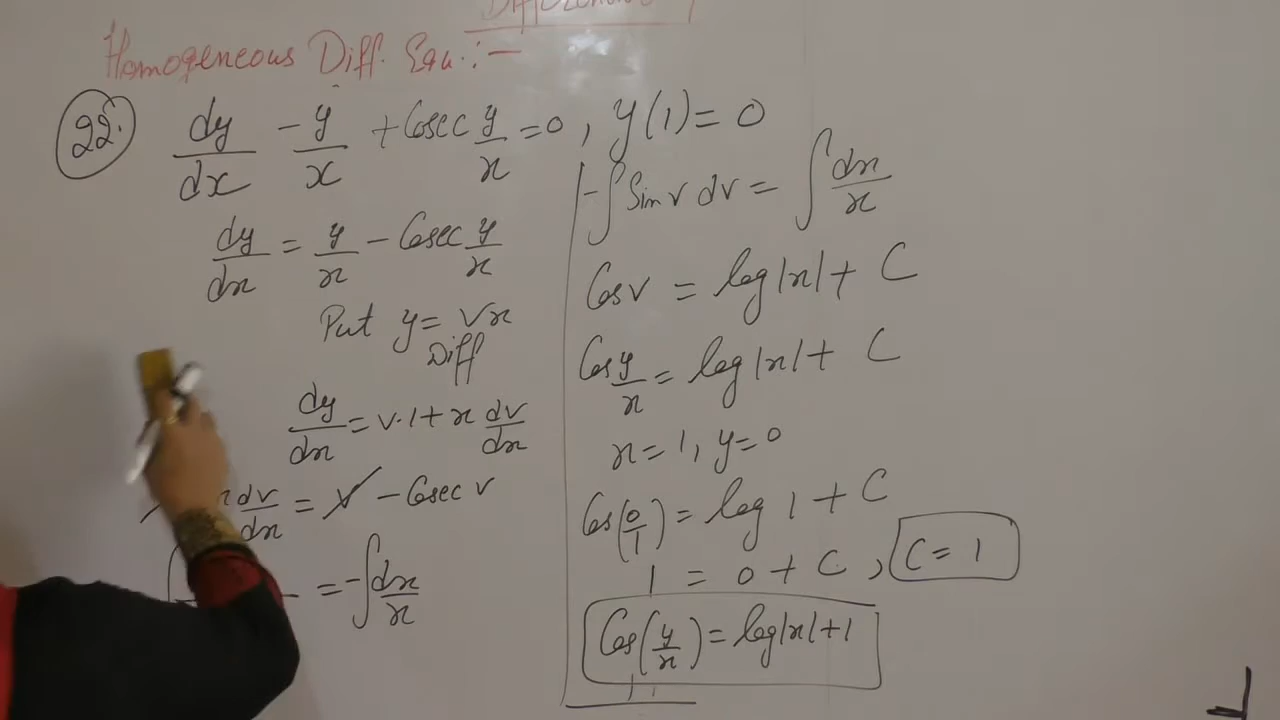 Homogeneous Diff. Equ. :-
22. dy/dx - y/x + Cosec y/x = 0, y(1) = 0
dy/dx = y/x - Cosec y/x
Put y = vx
Diff
dy/dx = v.1 + x dv/dx
x dv/dx = v - Cosec v
= -∫dx/x
-∫Sin v dv = ∫dx/x
Cos v = log|x| + C
Cos y/x = log|x| + C
x = 1, y = 0
Cos(0/1) = log 1 + C
1 = 0 + C, C = 1
Cos(y/x) = log|x| + 1